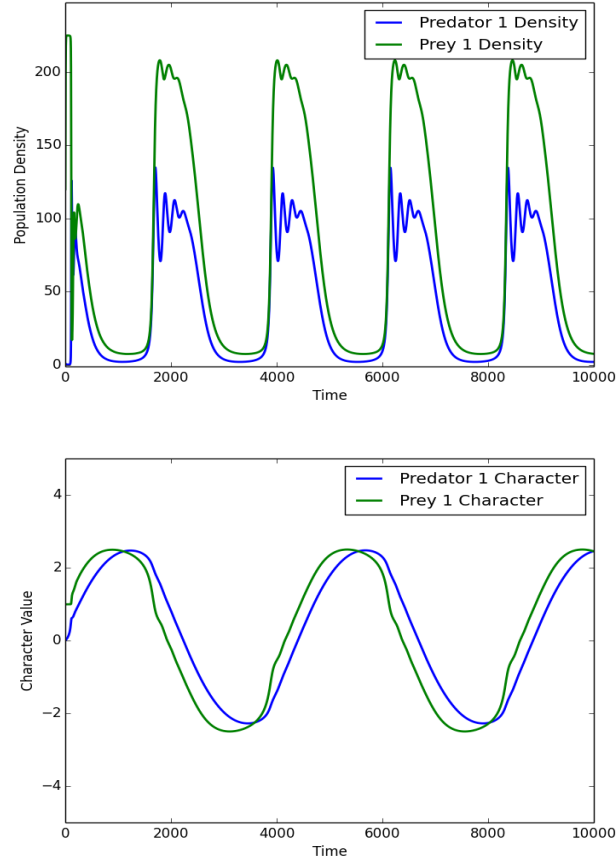 Predator 1 Density
Prey 1 Density
Population Density
200
150
100
50
0
0
2000
4000
6000
8000
10000
Time
Predator 1 Character
Prey 1 Character
Character Value
4
2
0
−2
−4
0
2000
4000
6000
8000
10000
Time